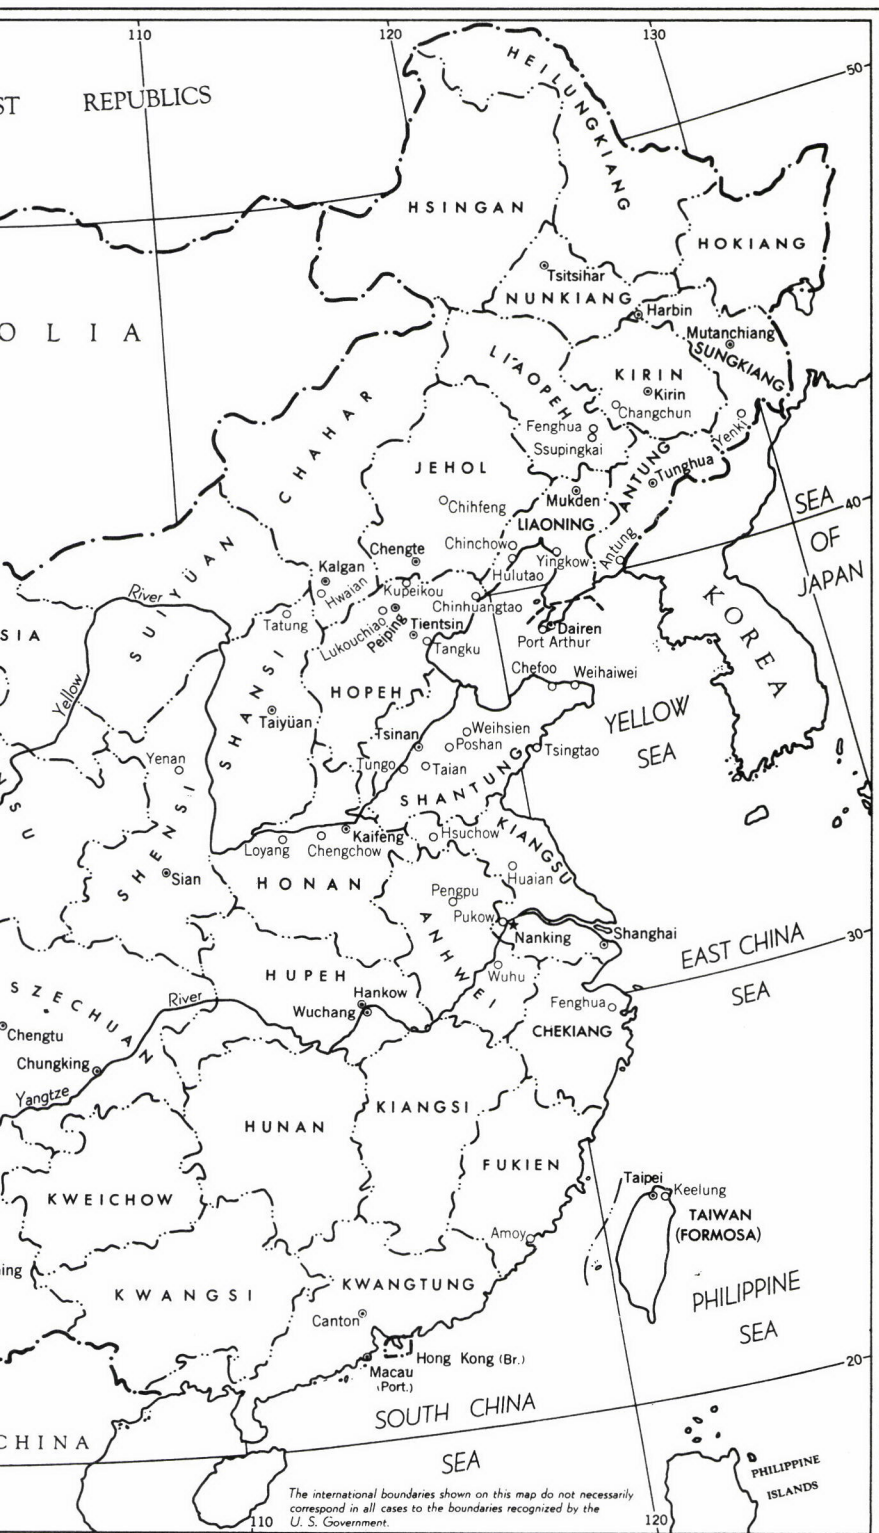 110
120
130
50
ST REPUBLICS
HEILUNGKIANG
HSINGAN
HOKIANG
Tsitsihar
NUNKIANG
Harbin
Mutanchiang
SUNGKIANG
OLIA
LIAOPEH
KIRIN
Kirin
Changchun
Yenki
CHAHAR
Fenghua
Ssupingkai
JEHOL
ANTUNG
Tunghua
Mukden
Chihfeng
LIAONING
SEA
OF
JAPAN
40
Chinchow
Yingkow
Antung
Hulutao
Chengte
Kalgan
Hwaian
Kupeikou
Chinhuangtao
SUIYÜAN
River
Tatung
Lukouchiao
Peiping
Tientsin
Tangku
Dairen
Port Arthur
KOREA
SIA
Yellow
SHANSI
HOPEH
Chefoo
Weihaiwei
YELLOW
SEA
Taiyüan
Tsinan
Weihsien
Poshan
Tsingtao
Yenan
Tungo
Taian
SHANTUNG
NSU
SHENSI
Loyang
Chengchow
Kaifeng
Hsuchow
KIANGSU
Sian
HONAN
Huaian
Pengpu
Pukow
ANHWEI
Nanking
Shanghai
EAST CHINA
SEA
30
SZECHUAN
River
HUPEH
Hankow
Wuchang
Wuhu
Fenghua
CHEKIANG
Chengtu
Chungking
Yangtze
HUNAN
KIANGSI
FUKIEN
KWEICHOW
Taipei
Keelung
TAIWAN
(FORMOSA)
Amoy
ing
KWANGSI
KWANGTUNG
PHILIPPINE
SEA
Canton
Hong Kong (Br.)
Macau
(Port.)
20
SOUTH CHINA
SEA
CHINA
PHILIPPINE
ISLANDS
The international boundaries shown on this map do not necessarily
correspond in all cases to the boundaries recognized by the
U. S. Government.
110
120